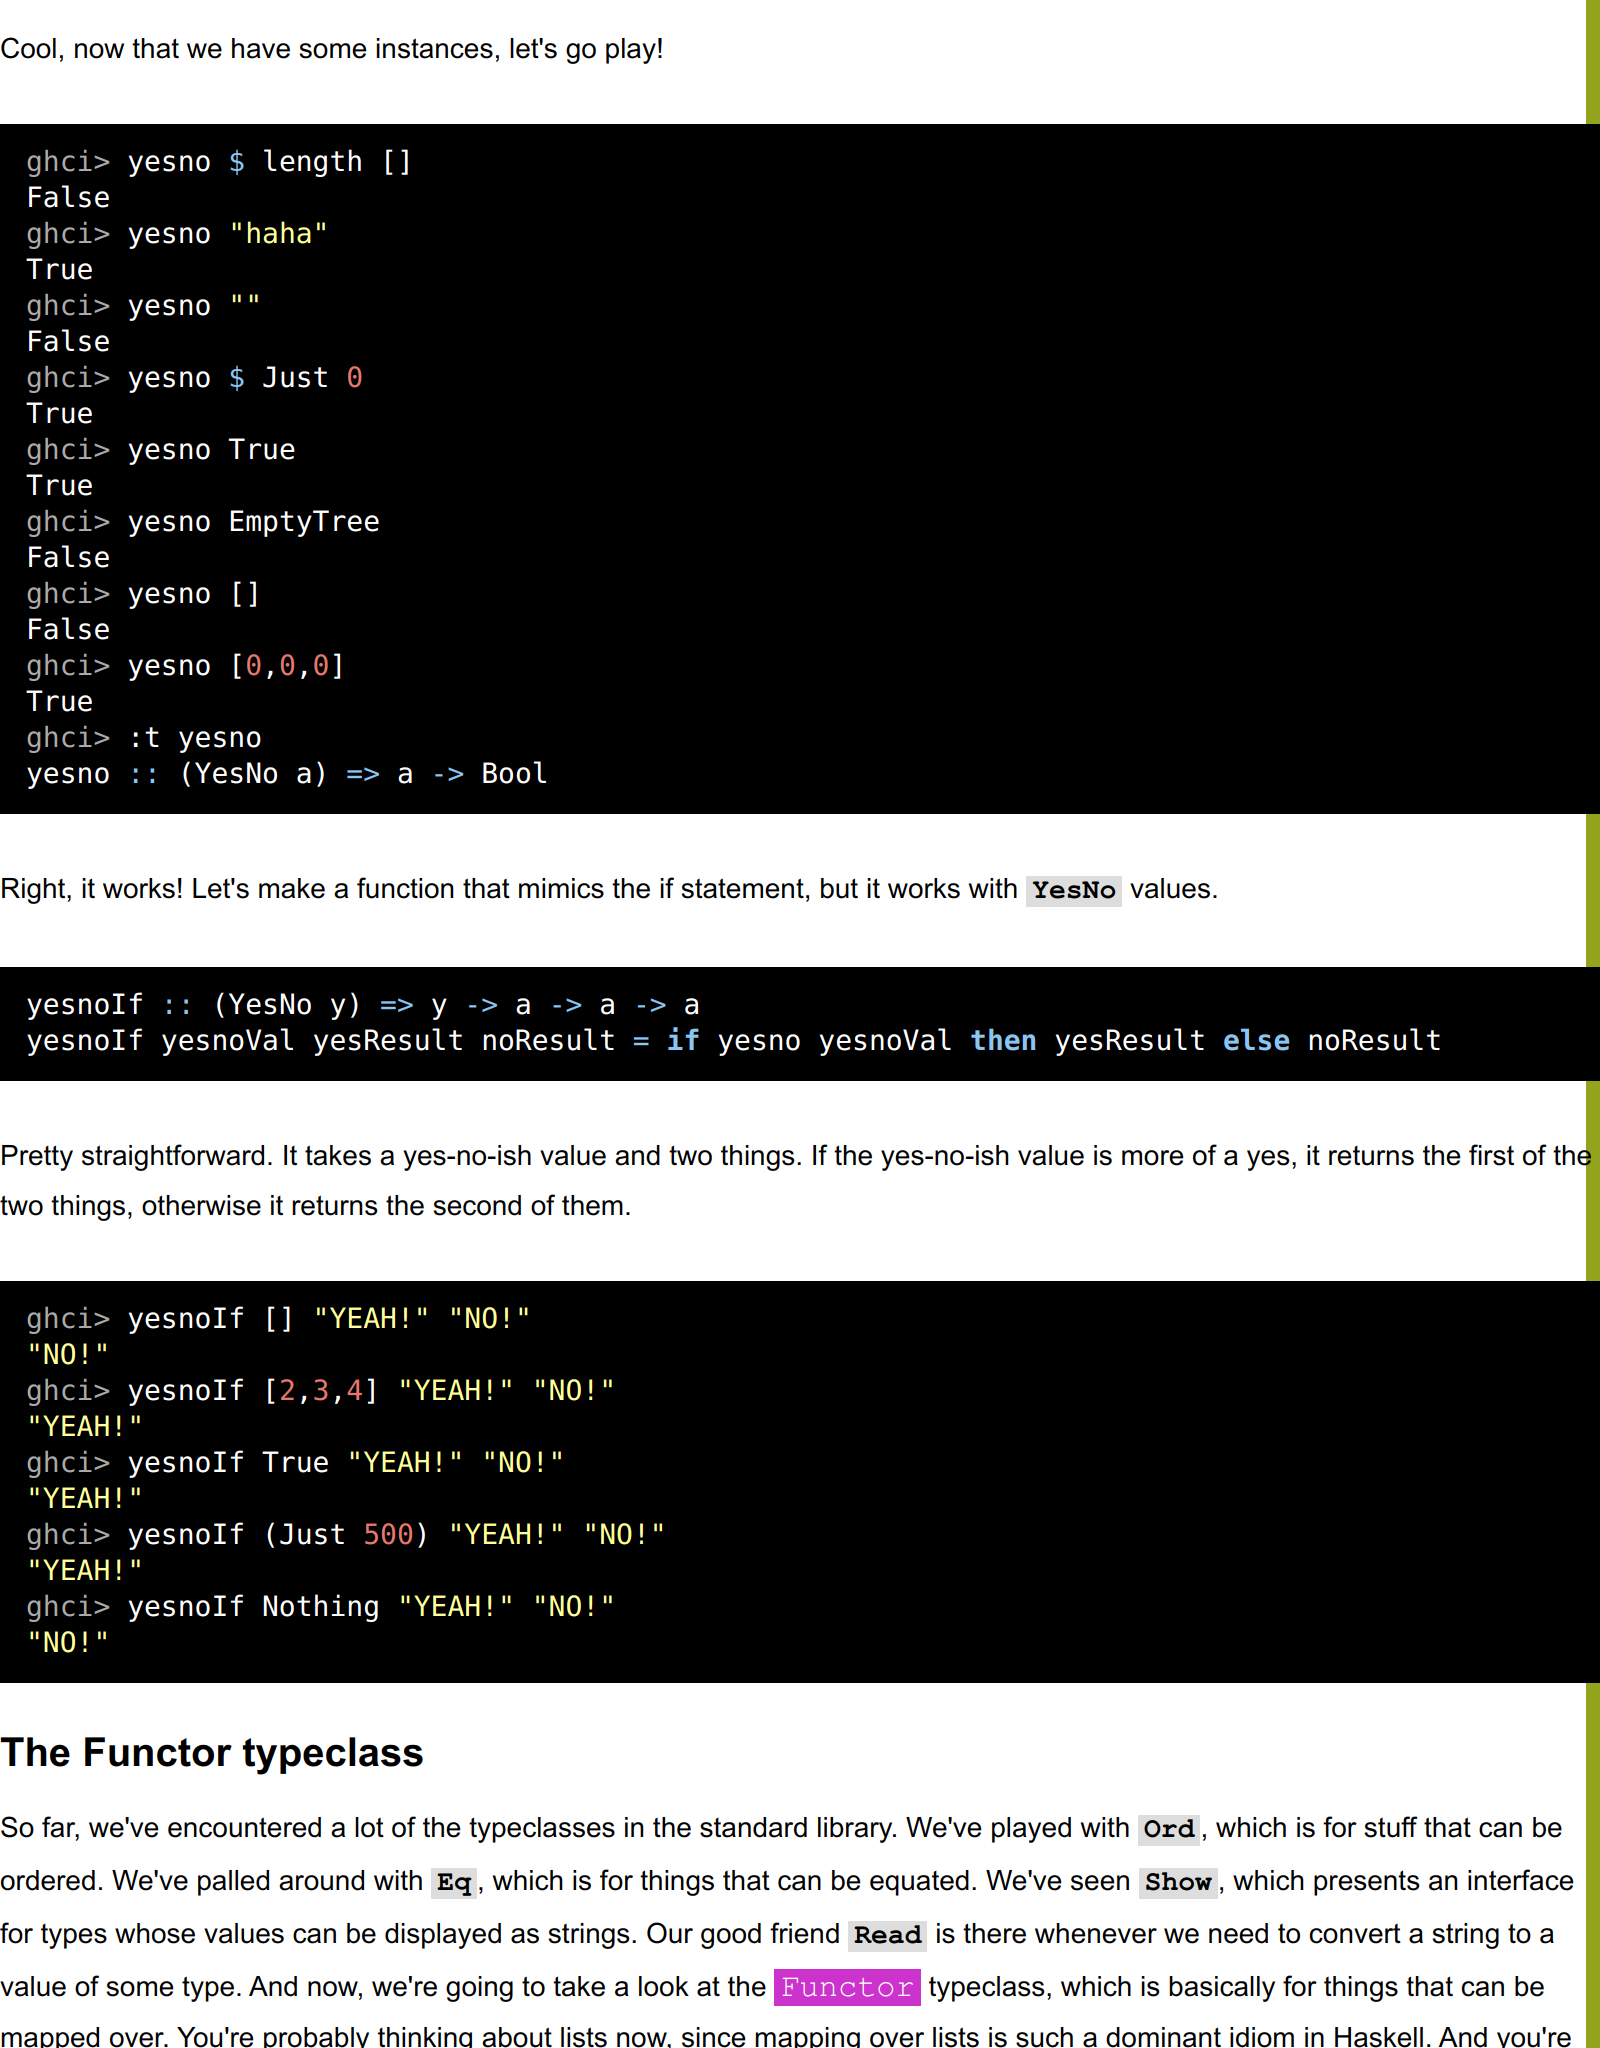 Cool, now that we have some instances, let's go play!
ghci> yesno $ length []
False
ghci> yesno "haha"
True
ghci> yesno ""
False
ghci> yesno $ Just 0
True
ghci> yesno True
True
ghci> yesno EmptyTree
False
ghci> yesno []
False
ghci> yesno [0,0,0]
True
ghci> :t yesno
yesno :: (YesNo a) => a -> Bool
Right, it works! Let's make a function that mimics the if statement, but it works with YesNo values.
yesnoIf :: (YesNo y) => y -> a -> a -> a
yesnoIf yesnoVal yesResult noResult = if yesno yesnoVal then yesResult else noResult
Pretty straightforward. It takes a yes-no-ish value and two things. If the yes-no-ish value is more of a yes, it returns the first of the
two things, otherwise it returns the second of them.
ghci> yesnoIf [] "YEAH!" "NO!"
"NO!"
ghci> yesnoIf [2,3,4] "YEAH!" "NO!"
"YEAH!"
ghci> yesnoIf True "YEAH!" "NO!"
"YEAH!"
ghci> yesnoIf (Just 500) "YEAH!" "NO!"
"YEAH!"
ghci> yesnoIf Nothing "YEAH!" "NO!"
"NO!"
The Functor typeclass
So far, we've encountered a lot of the typeclasses in the standard library. We've played with Ord, which is for stuff that can be
ordered. We've palled around with Eq, which is for things that can be equated. We've seen Show, which presents an interface
for types whose values can be displayed as strings. Our good friend Read is there whenever we need to convert a string to a
value of some type. And now, we're going to take a look at the Functor typeclass, which is basically for things that can be
mapped over. You're probably thinking about lists now, since mapping over lists is such a dominant idiom in Haskell. And you're